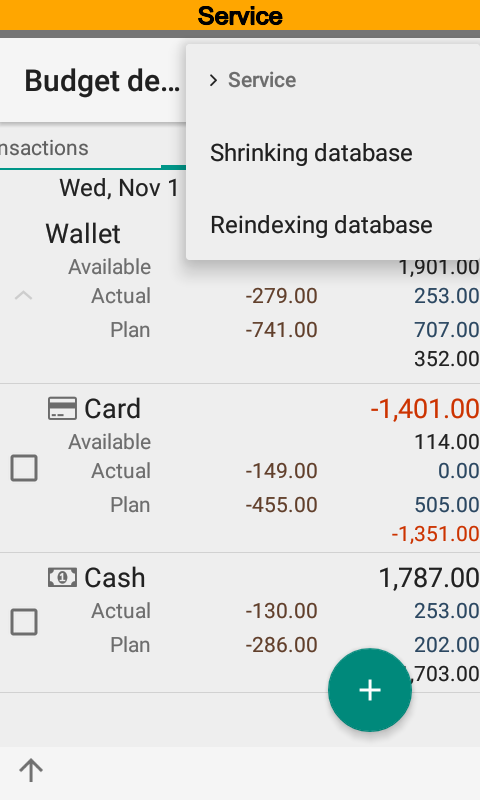 Service
Budget de...
Service
nsactions
Shrinking database
Wed, Nov 1
Reindexing database
Wallet
Available 1,901.00
Actual -279.00 253.00
Plan -741.00 707.00
352.00
Card -1,401.00
Available 114.00
Actual -149.00 0.00
Plan -455.00 505.00
-1,351.00
Cash 1,787.00
Actual -130.00 253.00
Plan -286.00 202.00
,703.00